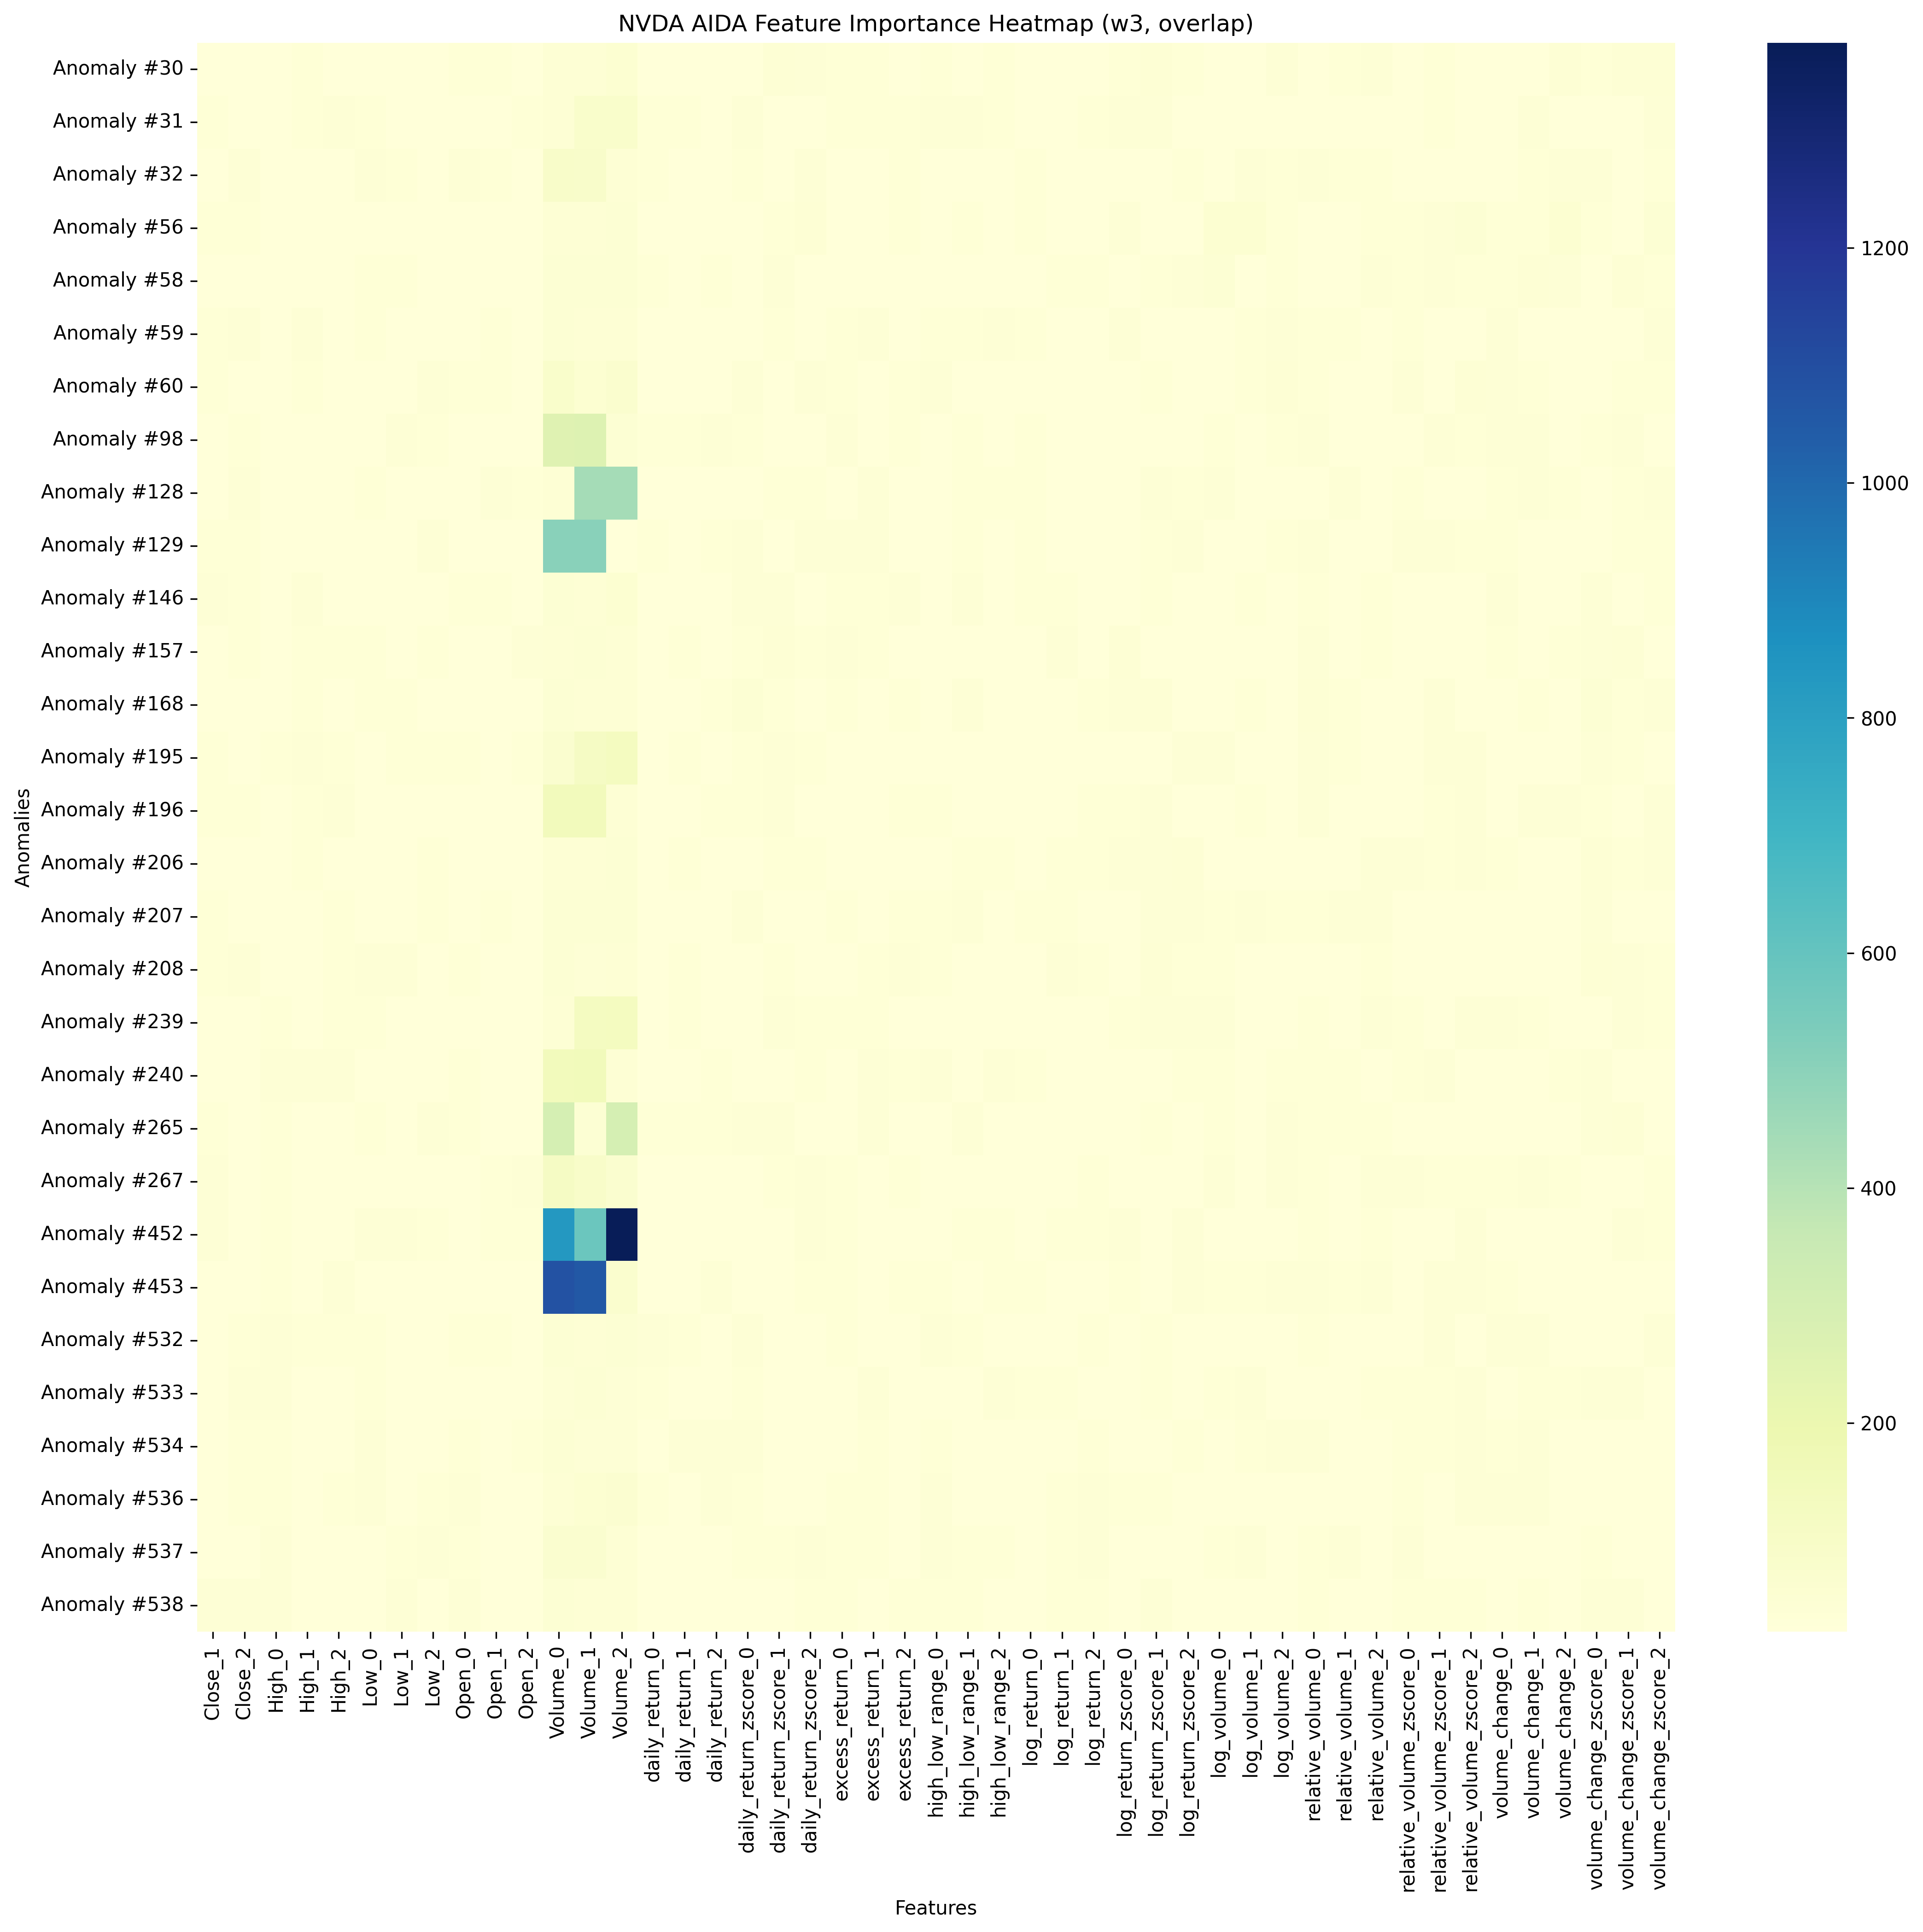 NVDA AIDA Feature Importance Heatmap (w3, overlap)
Anomaly #30
Anomaly #31
Anomaly #32
Anomaly #56
Anomaly #58
Anomaly #59
Anomaly #60
Anomaly #98
Anomaly #128
Anomaly #129
Anomaly #146
Anomaly #157
Anomaly #168
Anomaly #195
Anomaly #196
Anomaly #206
Anomaly #207
Anomaly #208
Anomaly #239
Anomaly #240
Anomaly #265
Anomaly #267
Anomaly #452
Anomaly #453
Anomaly #532
Anomaly #533
Anomaly #534
Anomaly #536
Anomaly #537
Anomaly #538
Anomalies
Close_1
Close_2
High_0
High_1
High_2
Low_0
Low_1
Low_2
Open_0
Open_1
Open_2
Volume_0
Volume_1
Volume_2
daily_return_0
daily_return_1
daily_return_2
daily_return_zscore_0
daily_return_zscore_1
daily_return_zscore_2
excess_return_0
excess_return_1
excess_return_2
high_low_range_0
high_low_range_1
high_low_range_2
log_return_0
log_return_1
log_return_2
log_return_zscore_0
log_return_zscore_1
log_return_zscore_2
log_volume_0
log_volume_1
log_volume_2
relative_volume_0
relative_volume_1
relative_volume_2
relative_volume_zscore_0
relative_volume_zscore_1
relative_volume_zscore_2
volume_change_0
volume_change_1
volume_change_2
volume_change_zscore_0
volume_change_zscore_1
volume_change_zscore_2
Features
1200
1000
800
600
400
200